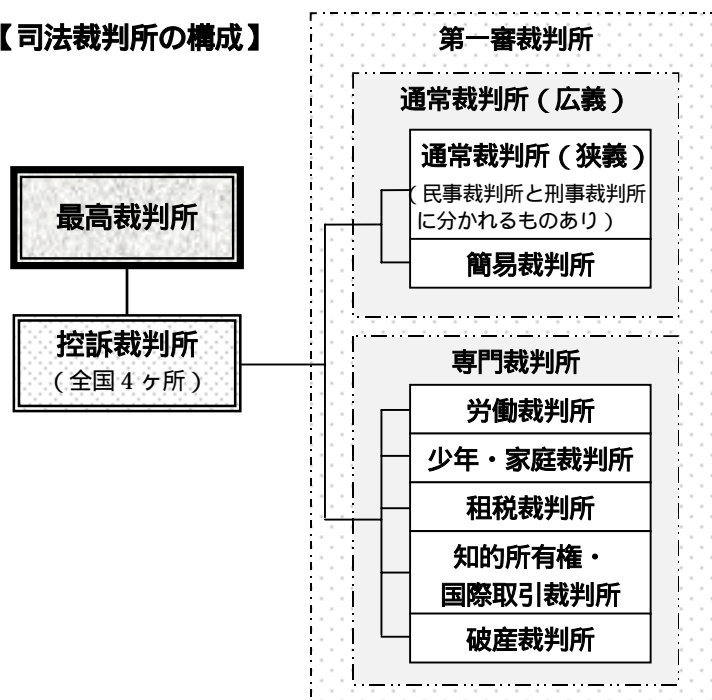 【司法裁判所の構成】
最高裁判所
控訴裁判所
(全国4ヶ所)
第一審裁判所
通常裁判所(広義)
通常裁判所(狭義)
(民事裁判所と刑事裁判所
に分かれるものあり)
簡易裁判所
専門裁判所
労働裁判所
少年・家庭裁判所
租税裁判所
知的所有権・
国際取引裁判所
破産裁判所